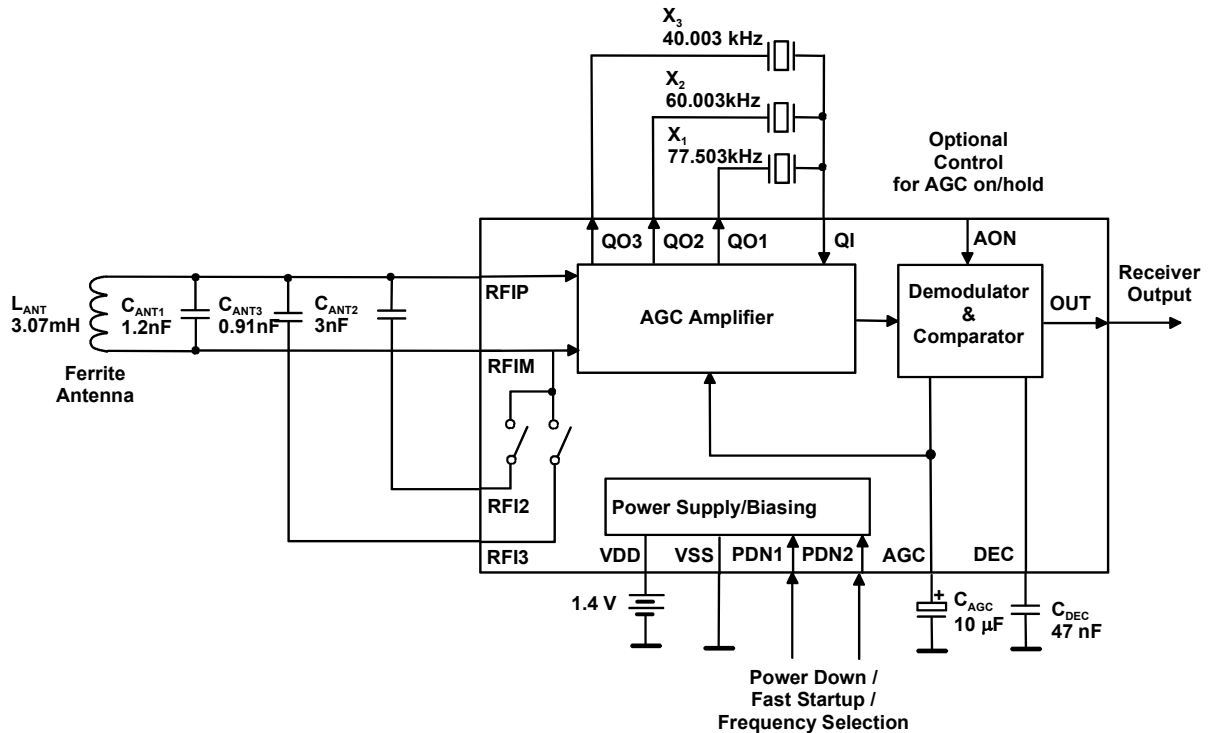 X3
40.003 kHz
X2
60.003kHz
X1
77.503kHz
Optional
Control
for AGC on/hold
QO3
QO2
QO1
QI
AON
LANT
3.07mH
CANT1
1.2nF
CANT3
0.91nF
CANT2
3nF
Ferrite
Antenna
RFIP
RFIM
AGC Amplifier
Demodulator
&
Comparator
OUT
Receiver
Output
RFI2
RFI3
Power Supply/Biasing
VDD
VSS
PDN1
PDN2
AGC
DEC
1.4 V
+
CAGC
10 μF
CDEC
47 nF
Power Down /
Fast Startup /
Frequency Selection